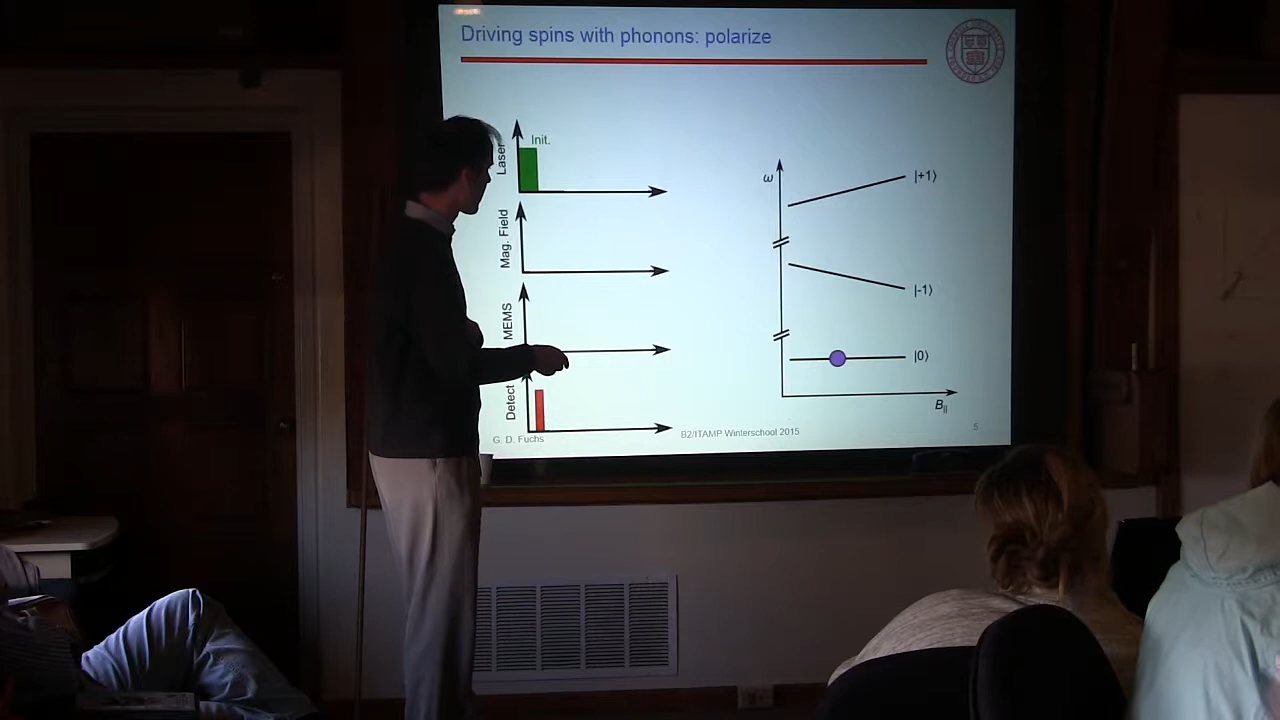 Driving spins with phonons: polarize
Init.
Laser
Mag. Field
MEMS
Detect
ω
|+1⟩
|-1⟩
|0⟩
B||
G. D. Fuchs
B2/ITAMP Winterschool 2015
5